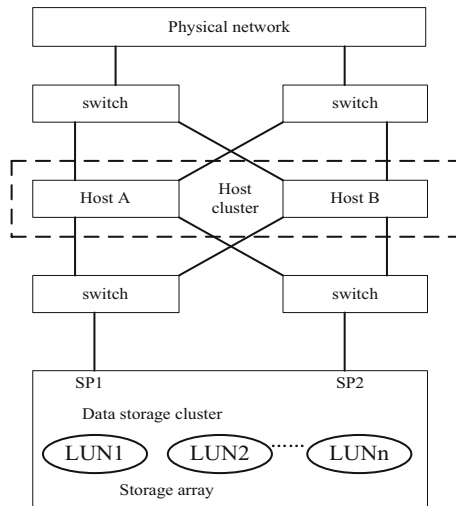 Physical network
switch
switch
Host A
Host
cluster
Host B
switch
switch
SP1
SP2
Data storage cluster
LUN1
LUN2
......
LUNn
Storage array